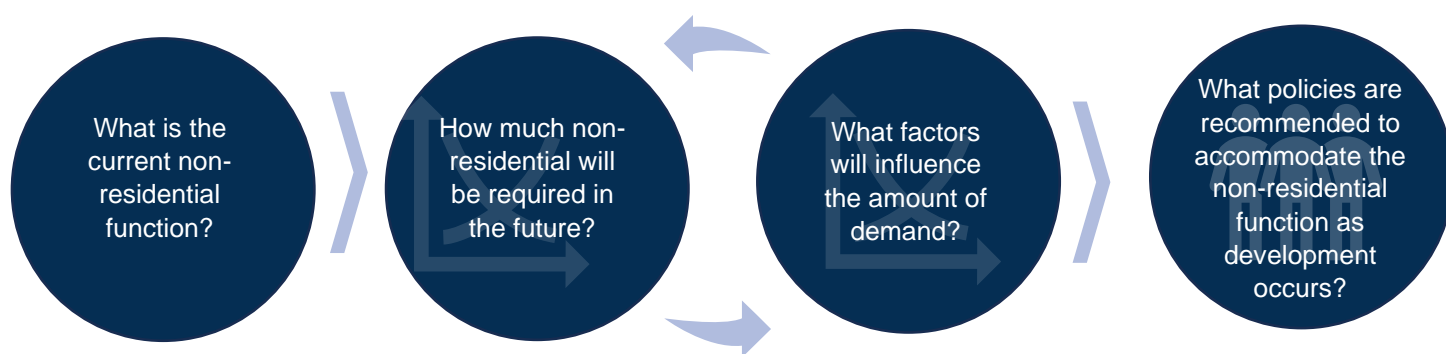 What is the
current non-
residential
function?
How much non-
residential will
be required in
the future?
What factors
will influence
the amount of
demand?
What policies are
recommended to
accommodate the
non-residential
function as
development
occurs?